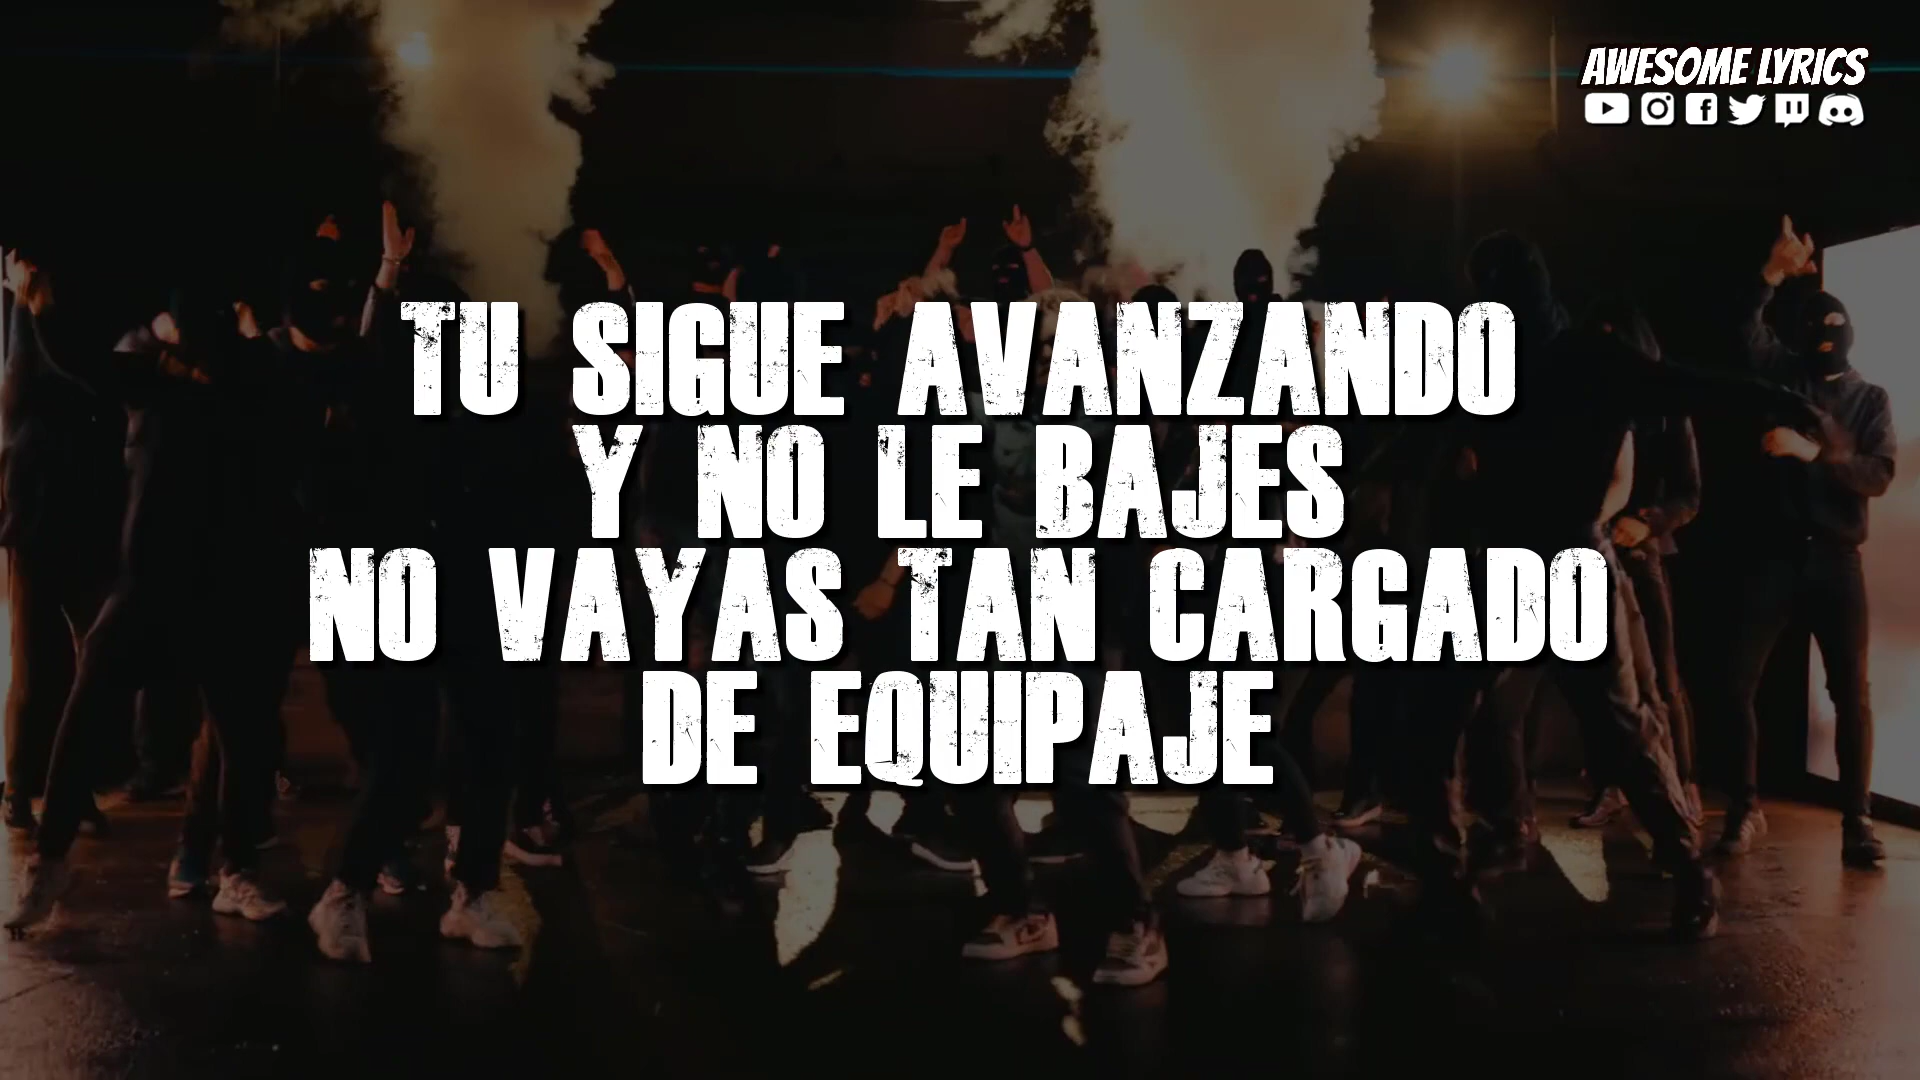 AWESOME LYRICS
TU SIGUE AVANZANDO
Y NO LE BAJES
NO VAYAS TAN CARGADO
DE EQUIPAJE